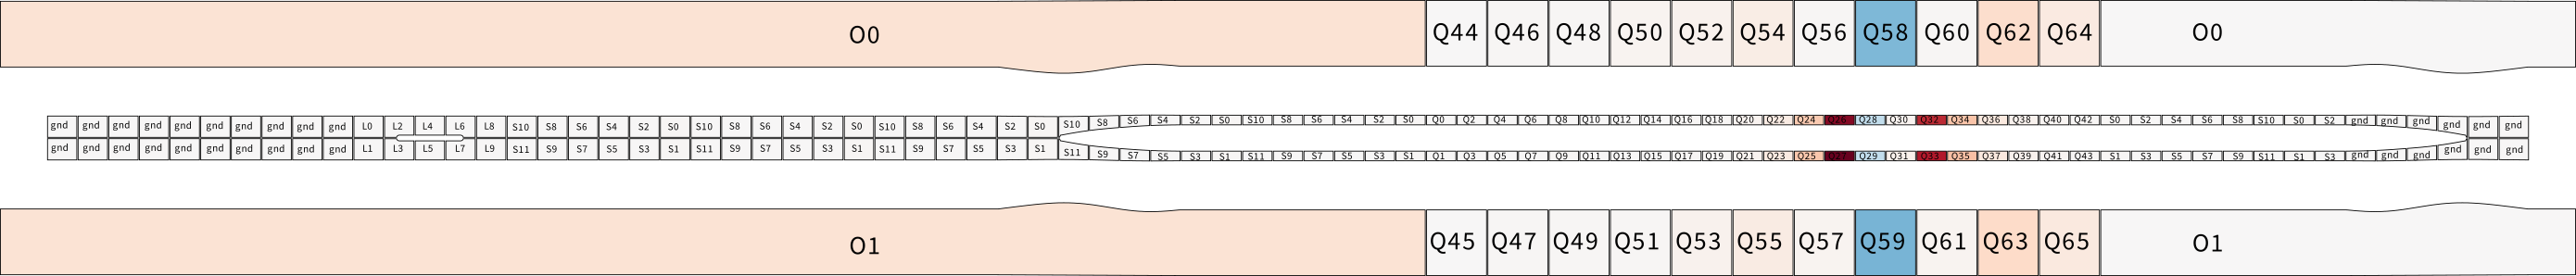 O0 Q44 Q46 Q48 Q50 Q52 Q54 Q56 Q58 Q60 Q62 Q64 O0
gnd gnd gnd gnd gnd gnd gnd gnd gnd gnd L0 L2 L4 L6 L8 S10 S8 S6 S4 S2 S0 S10 S8 S6 S4 S2 S0 S10 S8 S6 S4 S2 S0 S10 S8 S6 S4 S2 S0 S10 S8 S6 S4 S2 S0 Q0 Q2 Q4 Q6 Q8 Q10 Q12 Q14 Q16 Q18 Q20 Q22 Q24 Q26 Q28 Q30 Q32 Q34 Q36 Q38 Q40 Q42 S0 S2 S4 S6 S8 S10 S0 S2 gnd gnd gnd gnd gnd gnd
gnd gnd gnd gnd gnd gnd gnd gnd gnd gnd L1 L3 L5 L7 L9 S11 S9 S7 S5 S3 S1 S11 S9 S7 S5 S3 S1 S11 S9 S7 S5 S3 S1 S11 S9 S7 S5 S3 S1 S11 S9 S7 S5 S3 S1 Q1 Q3 Q5 Q7 Q9 Q11 Q13 Q15 Q17 Q19 Q21 Q23 Q25 Q27 Q29 Q31 Q33 Q35 Q37 Q39 Q41 Q43 S1 S3 S5 S7 S9 S11 S1 S3 gnd gnd gnd gnd gnd gnd
O1 Q45 Q47 Q49 Q51 Q53 Q55 Q57 Q59 Q61 Q63 Q65 O1